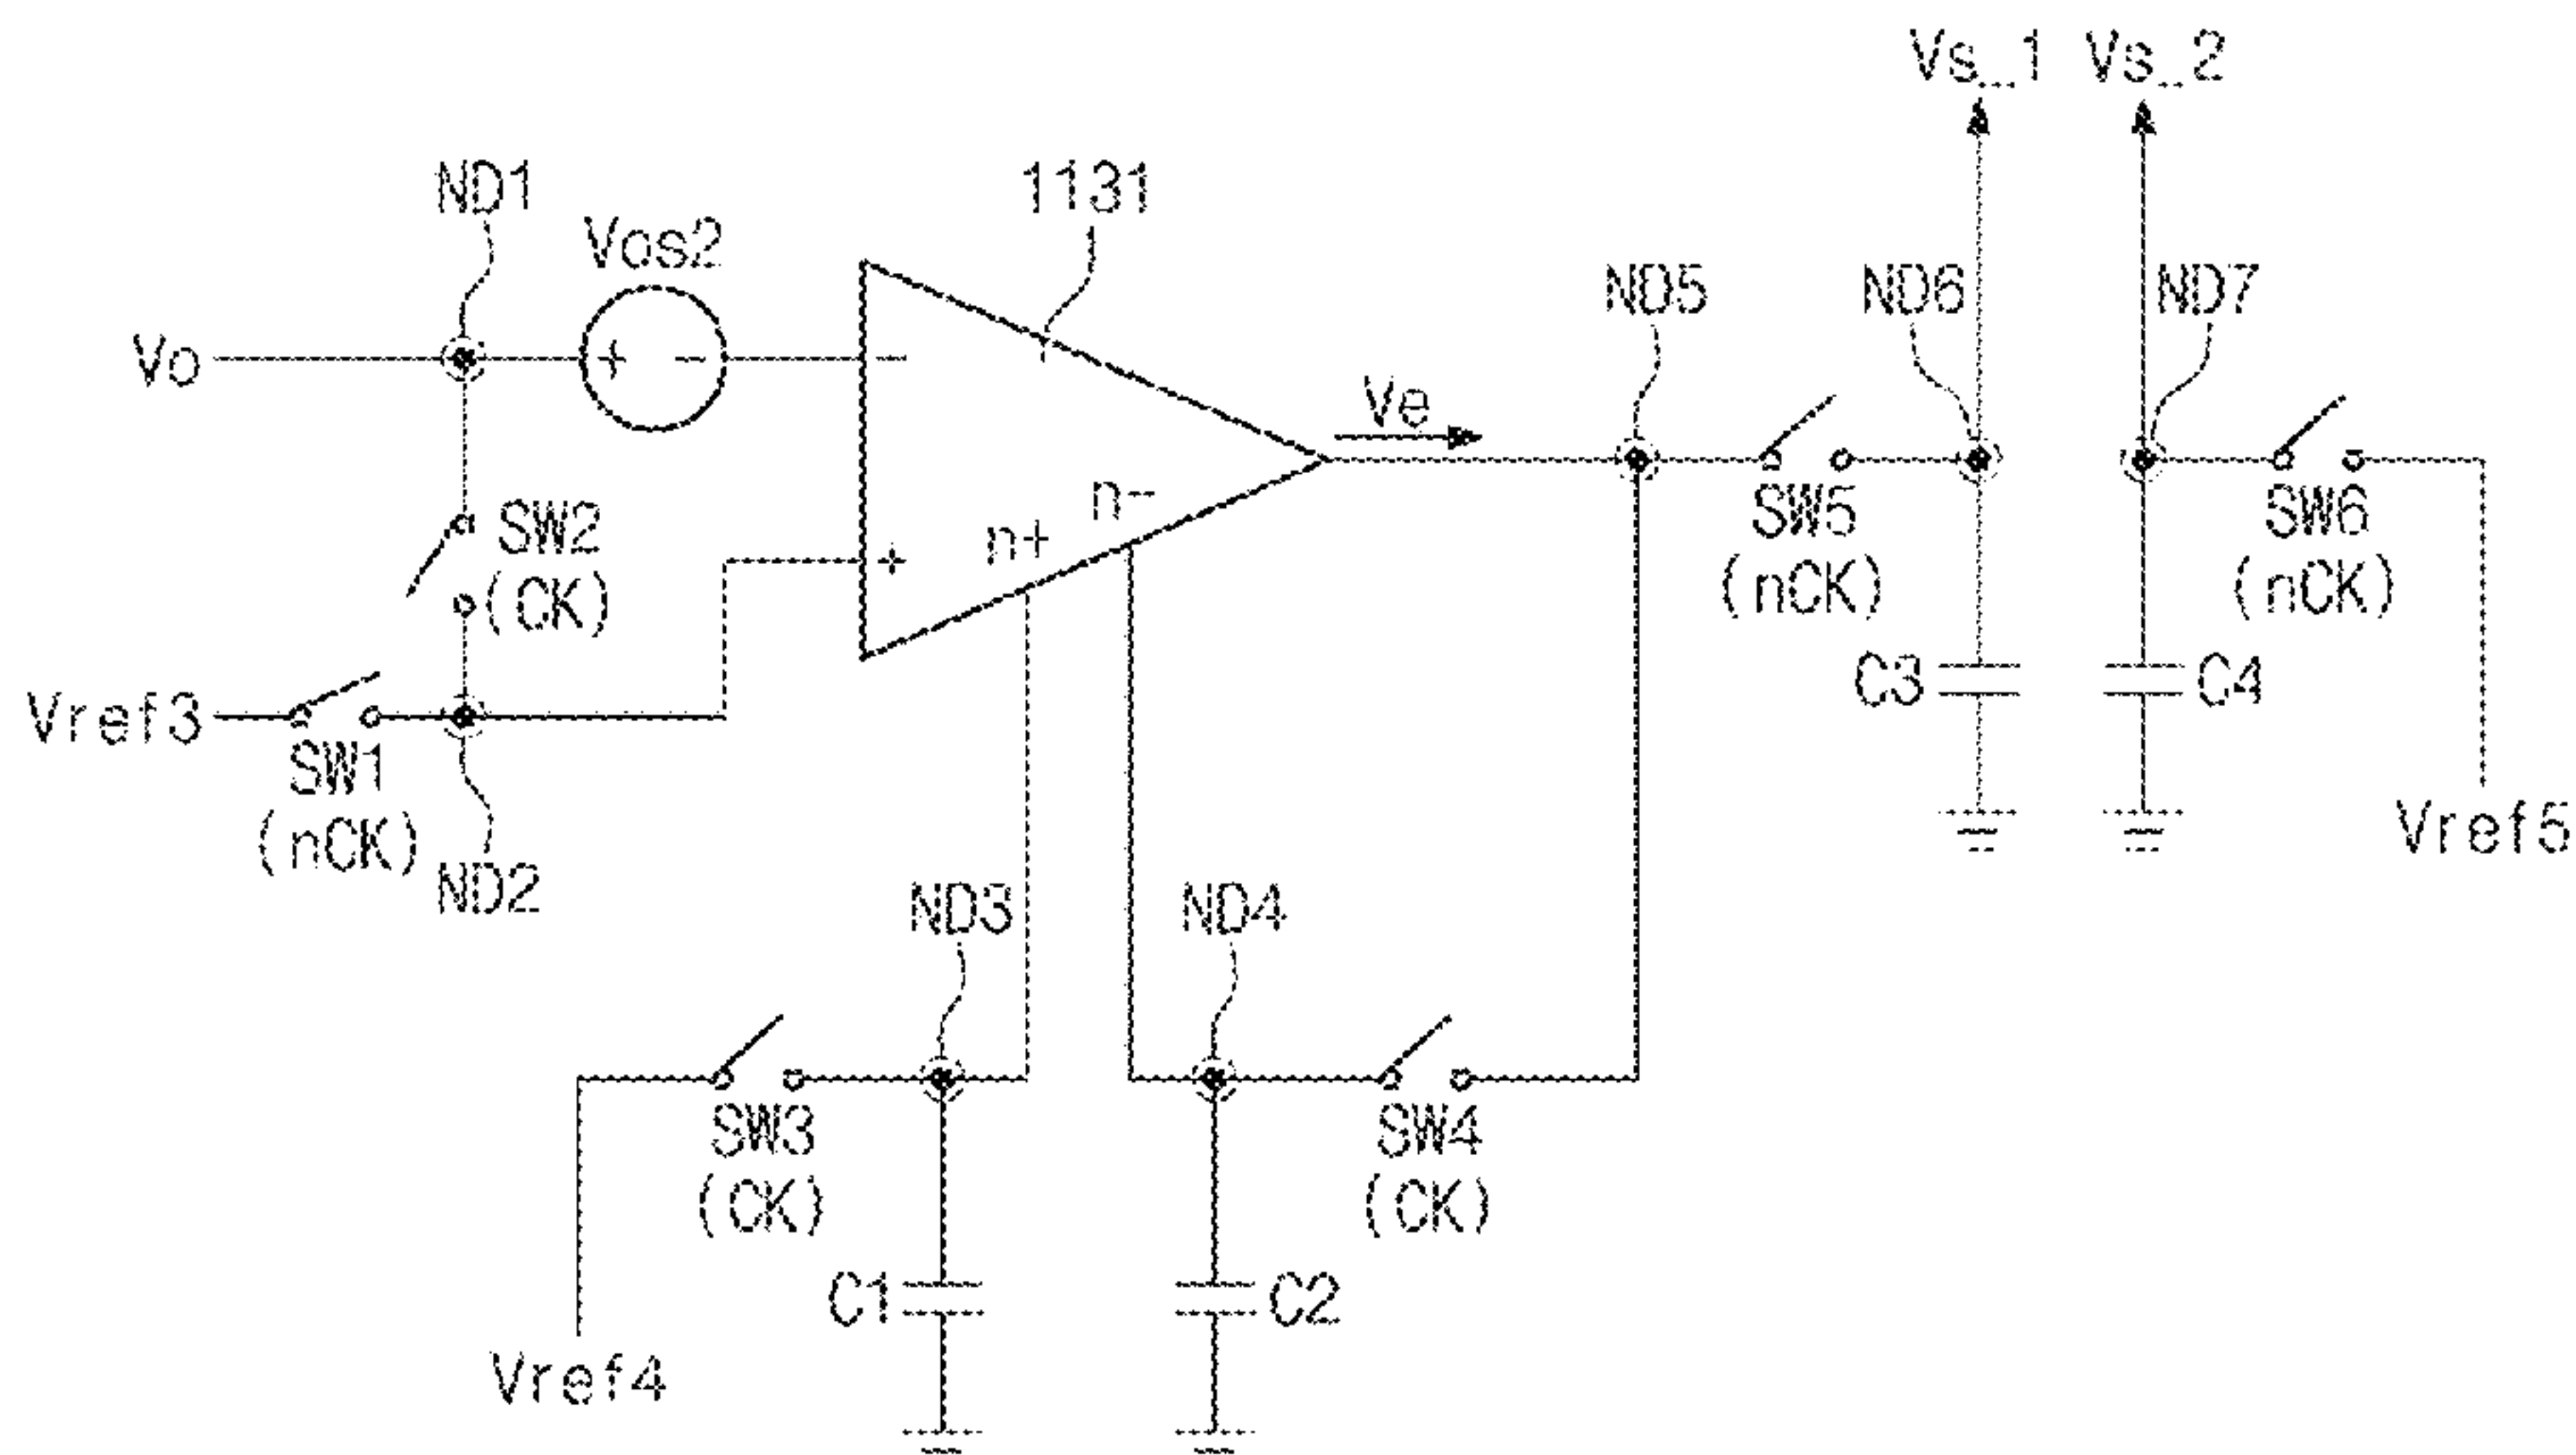 Vs_1 Vs_2
ND1
1131
Vos2
ND5
ND6
ND7
Vo
-
+ -
Ve
n-
n+
+
SW2
(CK)
SW5
(nCK)
SW6
(nCK)
C3
C4
Vref3
SW1
(nCK)
Vref5
ND2
ND3
ND4
SW3
(CK)
SW4
(CK)
C1
C2
Vref4